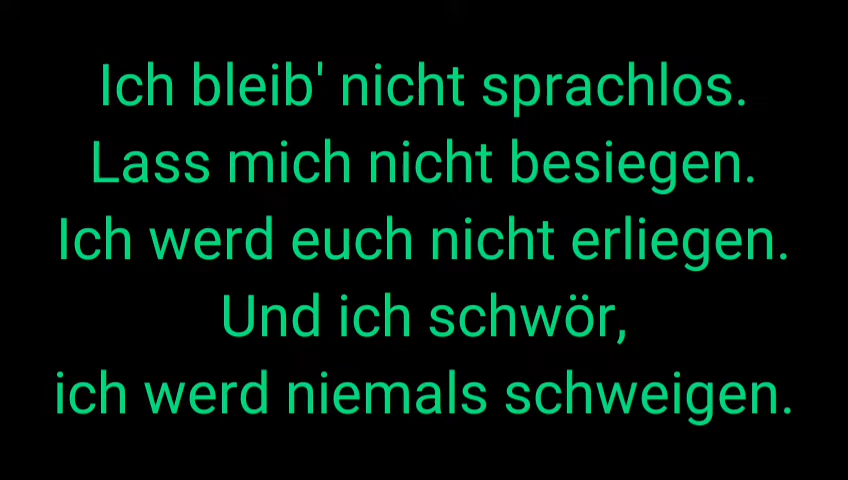 Ich bleib' nicht sprachlos.
Lass mich nicht besiegen.
Ich werd euch nicht erliegen.
Und ich schwör,
ich werd niemals schweigen.